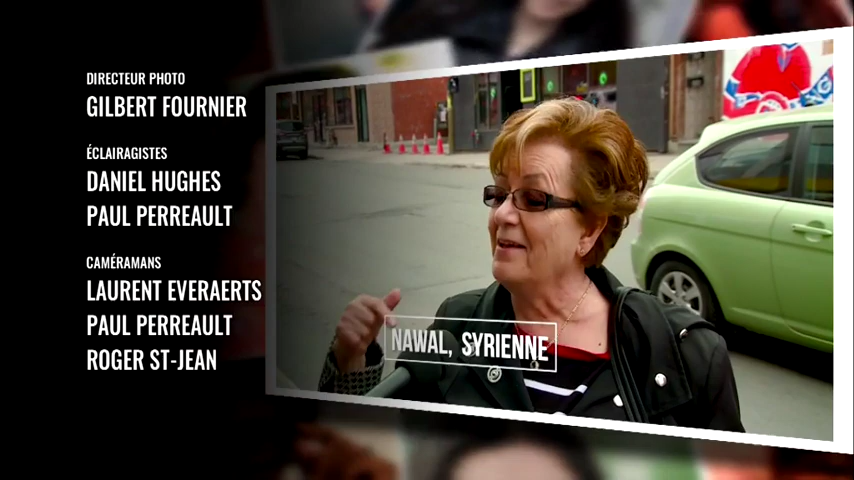 DIRECTEUR PHOTO
GILBERT FOURNIER
ÉCLAIRAGISTES
DANIEL HUGHES
PAUL PERREAULT
CAMÉRAMANS
LAURENT EVERAERTS
PAUL PERREAULT
ROGER ST-JEAN
NAWAL, SYRIENNE